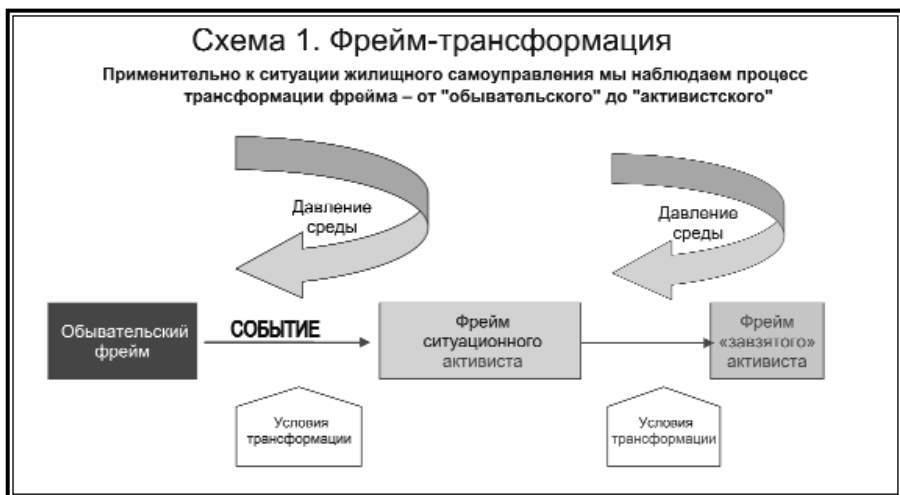 Схема 1. Фрейм-трансформация
Применительно к ситуации жилищного самоуправления мы наблюдаем процесс
трансформации фрейма – от "обывательского" до "активистского"
Давление
среды
Давление
среды
Обывательский
фрейм
СОБЫТИЕ
Фрейм
ситуационного
активиста
Фрейм
«завзятого»
активиста
Условия
трансформации
Условия
трансформации